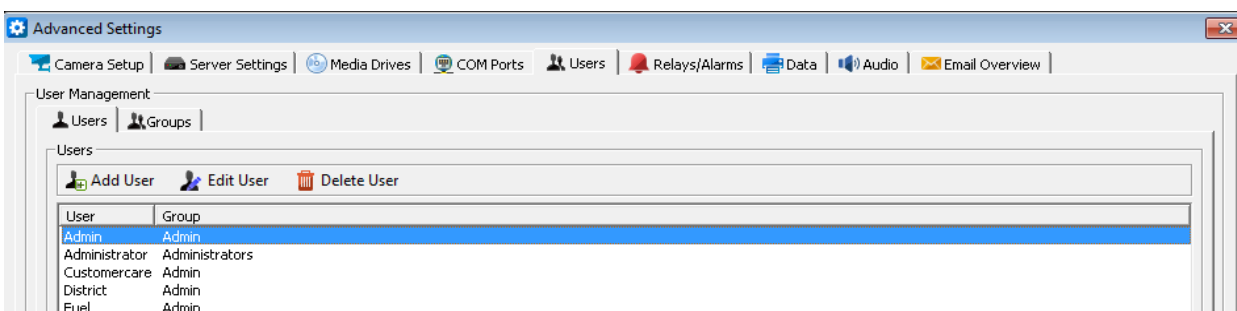 Advanced Settings
Camera Setup Server Settings Media Drives COM Ports Users Relays/Alarms Data Audio Email Overview
User Management
Users Groups
Users
Add User Edit User Delete User
User Group
Admin Admin
Administrator Administrators
Customercare Admin
District Admin
Fuel Admin